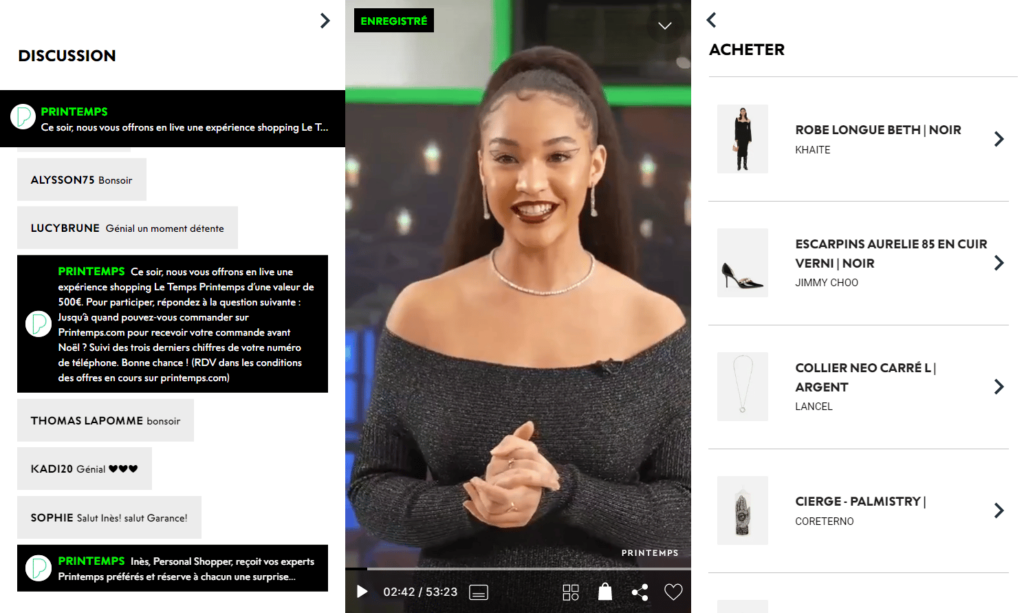 DISCUSSION
PRINTEMPS
Ce soir, nous vous offrons en live une expérience shopping Le T...
ALYSSON75 Bonsoir
LUCYBRUNE Génial un moment détente
PRINTEMPS Ce soir, nous vous offrons en live une
expérience shopping Le Temps Printemps d'une valeur de
500€. Pour participer, répondez à la question suivante :
Jusqu'à quand pouvez-vous commander sur
Printemps.com pour recevoir votre commande avant
Noël ? Suivi des trois derniers chiffres de votre numéro
de téléphone. Bonne chance ! (RDV dans les conditions
des offres en cours sur printemps.com)
THOMAS LAPOMME bonsoir
KADI20 Génial ♥♥♥
SOPHIE Salut Inès! salut Garance!
PRINTEMPS Inès, Personal Shopper, reçoit vos experts
Printemps préférés et réserve à chacun une surprise...
ENREGISTRÉ
PRINTEMPS
02:42 / 53:23
ACHETER
ROBE LONGUE BETH | NOIR
KHAITE
ESCARPINS AURELIE 85 EN CUIR
VERNI | NOIR
JIMMY CHOO
COLLIER NEO CARRÉ L |
ARGENT
LANCEL
CIERGE - PALMISTRY |
CORETERNO